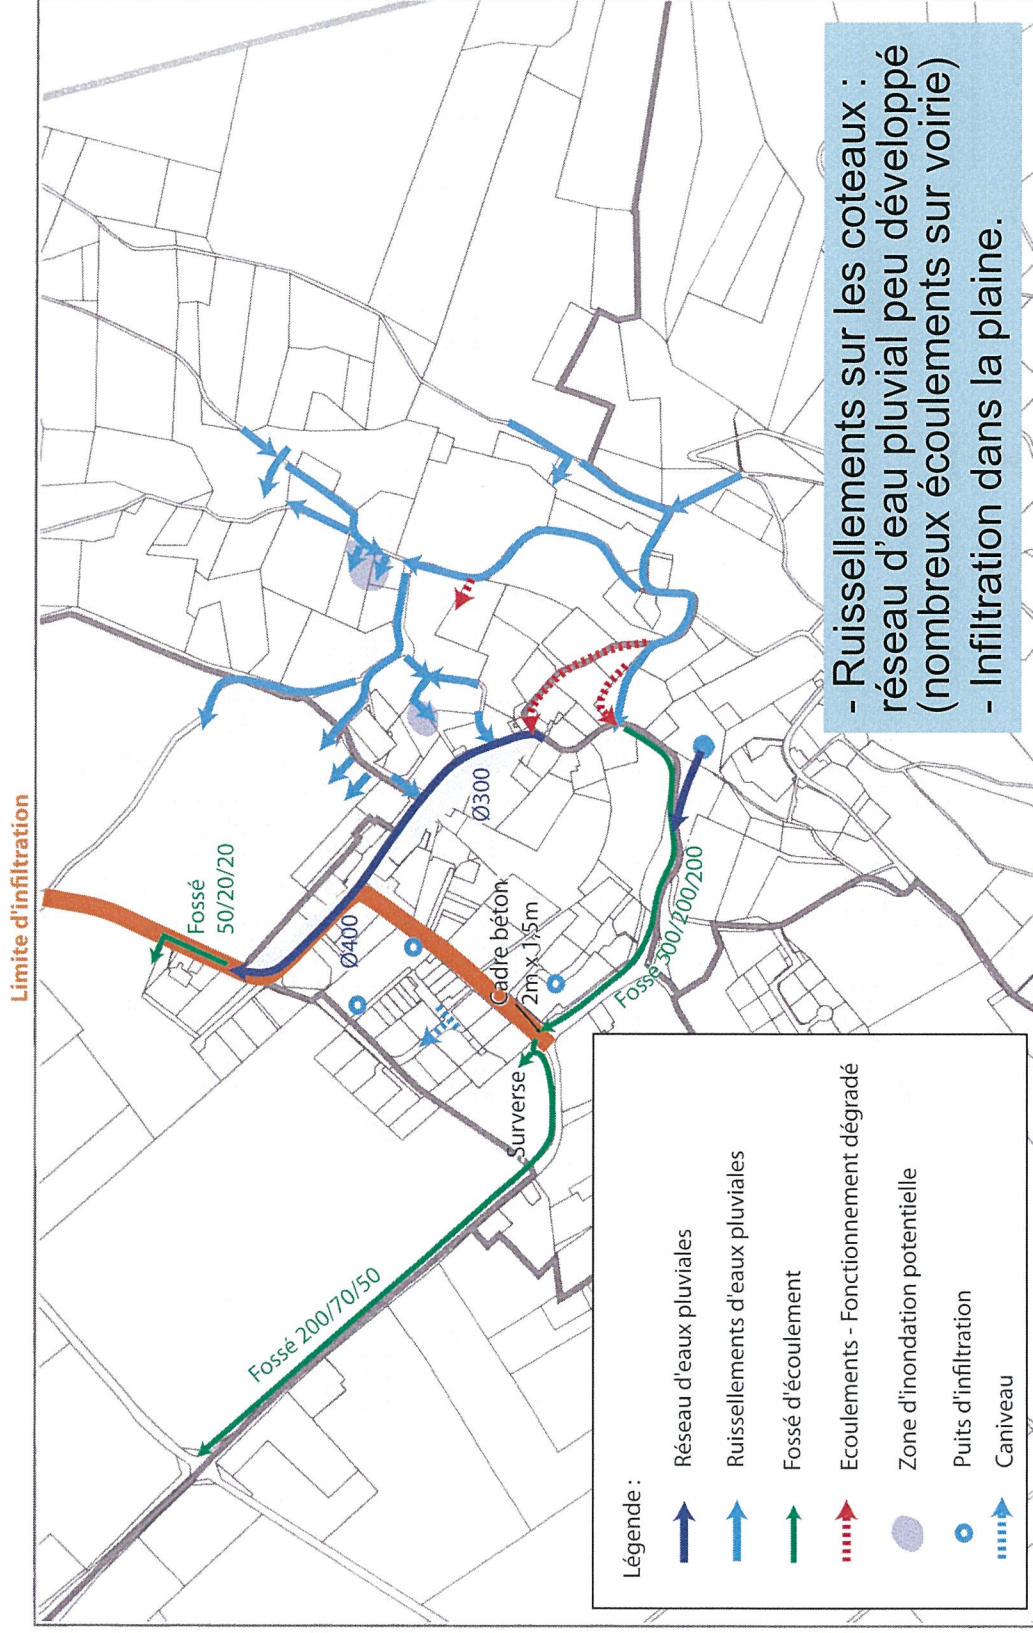 Limite d'infiltration
Fossé
50/20/20
Ø400
Ø300
Cadre béton
2m x 1,5m
Surverse
Fossé 300/200/200
Fossé 200/70/50
- Ruissellements sur les coteaux :
réseau d'eau pluvial peu développé
(nombreux écoulements sur voirie)
- Infiltration dans la plaine.
Légende :
Réseau d'eaux pluviales
Ruissellements d'eaux pluviales
Fossé d'écoulement
Ecoulements - Fonctionnement dégradé
Zone d'inondation potentielle
Puits d'infiltration
Caniveau